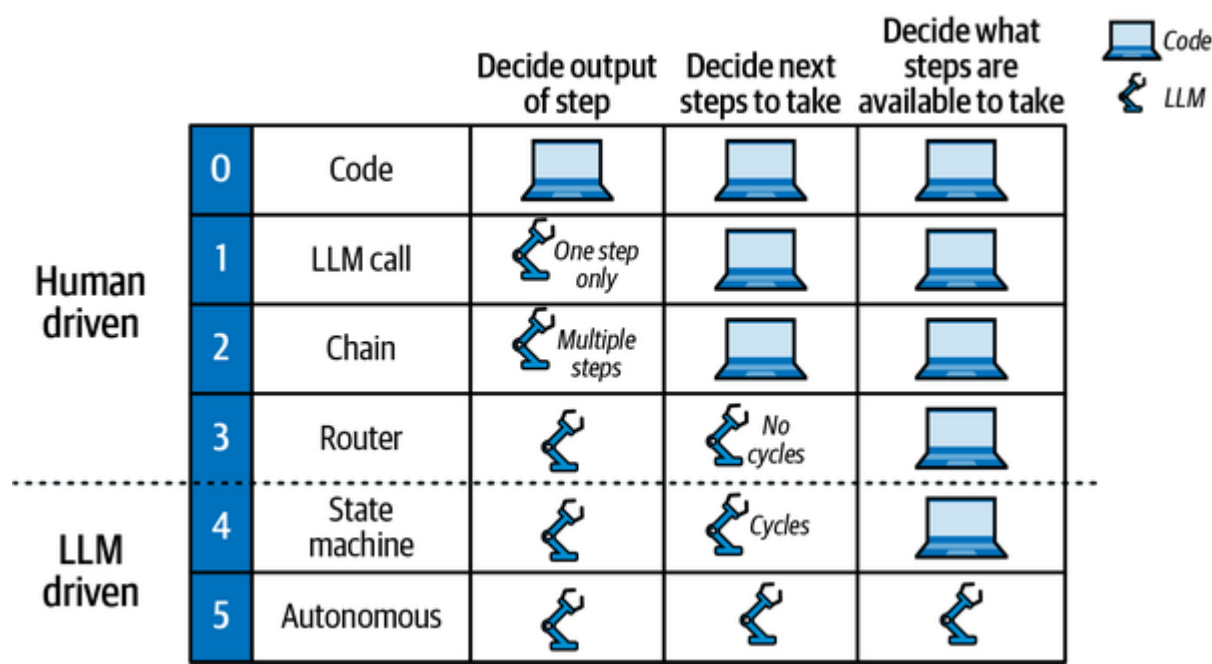 Decide output
of step
Decide next
steps to take
Decide what
steps are
available to take
Code
LLM
Human
driven
0
Code
1
LLM call
One step
only
2
Chain
Multiple
steps
3
Router
No
cycles
LLM
driven
4
State
machine
Cycles
5
Autonomous